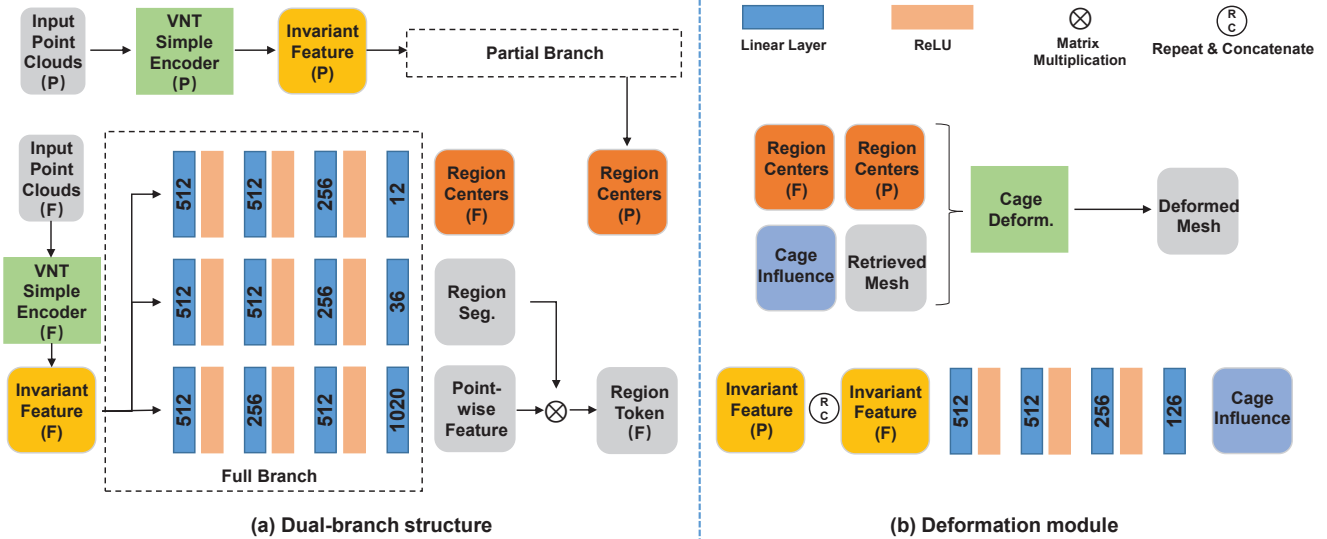 Input
Point
Clouds
(P)
VNT
Simple
Encoder
(P)
Invariant
Feature
(P)
Partial Branch
Input
Point
Clouds
(F)
VNT
Simple
Encoder
(F)
Invariant
Feature
(F)
512
512
256
12
Region
Centers
(F)
Region
Centers
(P)
512
512
256
36
Region
Seg.
512
256
512
1020
Point-
wise
Feature
Region
Token
(F)
Full Branch
(a) Dual-branch structure
Linear Layer
ReLU
Matrix
Multiplication
R
C
Repeat & Concatenate
Region
Centers
(F)
Region
Centers
(P)
Cage
Influence
Retrieved
Mesh
Cage
Deform.
Deformed
Mesh
Invariant
Feature
(P)
R
C
Invariant
Feature
(F)
512
512
256
126
Cage
Influence
(b) Deformation module